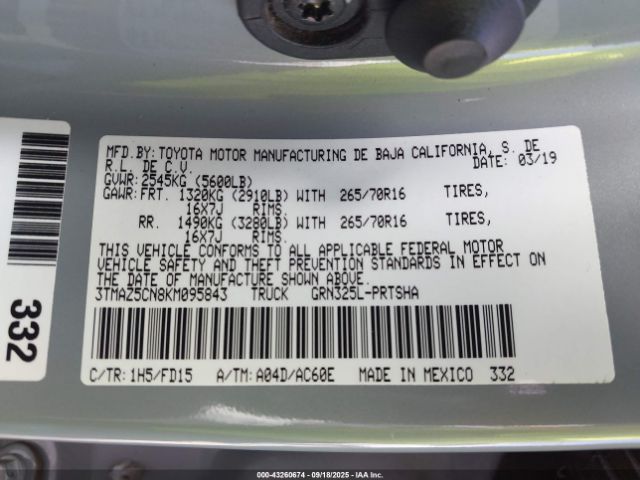 MFD.BY: TOYOTA MOTOR MANUFACTURING DE BAJA CALIFORNIA, S. DE
R.L. DE C.V.
DATE: 03/19
GVWR: 2545KG (5600LB)
GAWR: FRT. 1320KG (2910LB) WITH 265/70R16 TIRES,
16X7J RIMS.
RR. 1490KG (3280LB) WITH 265/70R16 TIRES,
16X7J RIMS.
THIS VEHICLE CONFORMS TO ALL APPLICABLE FEDERAL MOTOR
VEHICLE SAFETY AND THEFT PREVENTION STANDARDS IN EFFECT ON
THE DATE OF MANUFACTURE SHOWN ABOVE.
3TMAZ5CN8KM095843 TRUCK GRN325L-PRTSHA
C/TR: 1H5/FD15 A/TM: A04D/AC60E MADE IN MEXICO 332
332
000-43260674 - 09/18/2025 - IAA Inc.